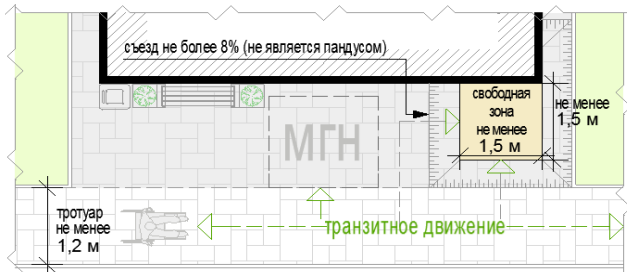 съезд не более 8% (не является пандусом)
свободная
зона
не менее
1,5 м
не менее
1,5 м
МГН
тротуар
не менее
1,2 м
транзитное движение